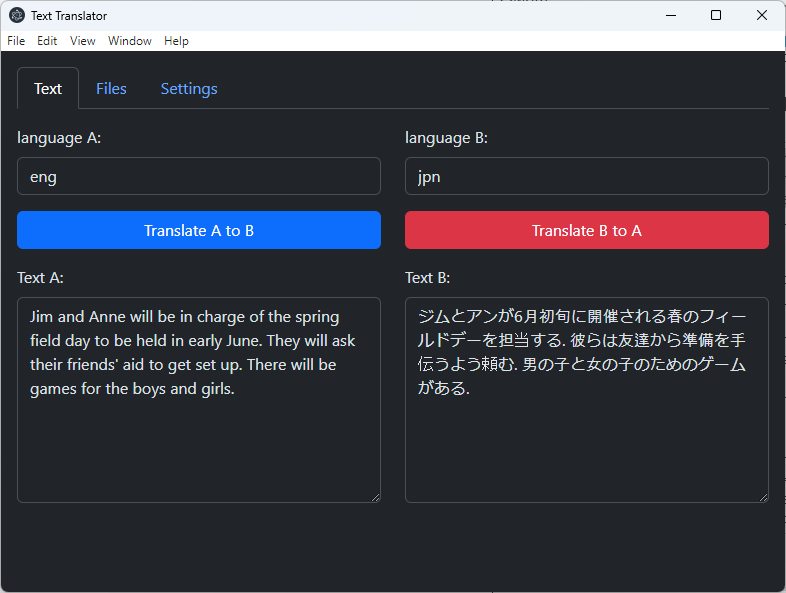 Text Translator
File Edit View Window Help
Text Files Settings
language A:
language B:
eng
jpn
Translate A to B
Translate B to A
Text A:
Jim and Anne will be in charge of the spring
field day to be held in early June. They will ask
their friends' aid to get set up. There will be
games for the boys and girls.
Text B:
ジムとアンが6月初旬に開催される春のフィー
ルドデーを担当する. 彼らは友達から準備を手
伝うよう頼む. 男の子と女の子のためのゲーム
がある.